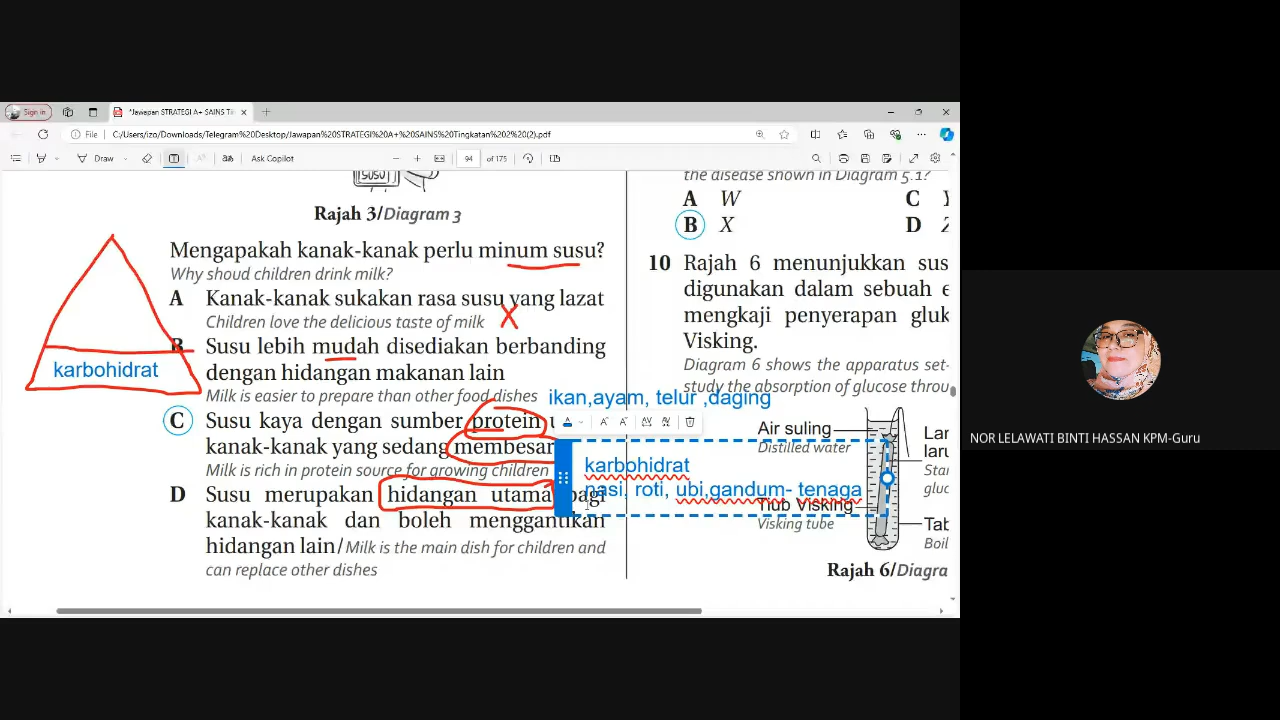 Sign in
*Jawapan STRATEGI A+ SAINS Tin
File
C:/Users/izo/Downloads/Telegram%20Desktop/Jawapan%20STRATEGI%20A+%20SAINS%20Tingkatan%202%20(2).pdf
Draw
Ask Copilot
94 of 175
SUSU
Rajah 3/Diagram 3
Mengapakah kanak-kanak perlu minum susu?
Why shoud children drink milk?
A Kanak-kanak sukakan rasa susu yang lazat
Children love the delicious taste of milk
B Susu lebih mudah disediakan berbanding
dengan hidangan makanan lain
Milk is easier to prepare than other food dishes
C Susu kaya dengan sumber protein
kanak-kanak yang sedang membesar
Milk is rich in protein source for growing children
D Susu merupakan hidangan utama bagi
kanak-kanak dan boleh menggantikan
hidangan lain/Milk is the main dish for children and
can replace other dishes
karbohidrat
ikan,ayam, telur ,daging
karbohidrat
nasi, roti, ubi,gandum- tenaga
the disease shown in Diagram 5.1?
A W
C
B X
D
10 Rajah 6 menunjukkan sus
digunakan dalam sebuah e
mengkaji penyerapan gluk
Visking.
Diagram 6 shows the apparatus set-
study the absorption of glucose throu
Air suling
Distilled water
Tiub Visking
Visking tube
Lar
laru
Star
gluc
Tab
Boil
Rajah 6/Diagra
NOR LELAWATI BINTI HASSAN KPM-Guru